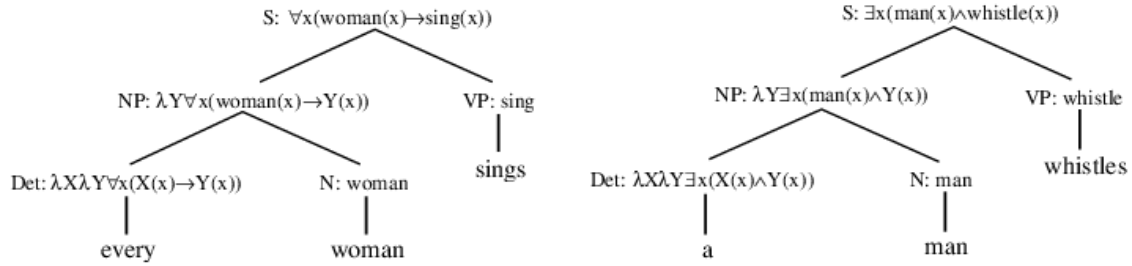 S: ∀x(woman(x)→sing(x))
NP: λY∀x(woman(x)→Y(x))
VP: sing
sings
Det: λXλY∀x(X(x)→Y(x))
N: woman
every
woman
S: ∃x(man(x)∧whistle(x))
NP: λY∃x(man(x)∧Y(x))
VP: whistle
whistles
Det: λXλY∃x(X(x)∧Y(x))
N: man
a
man